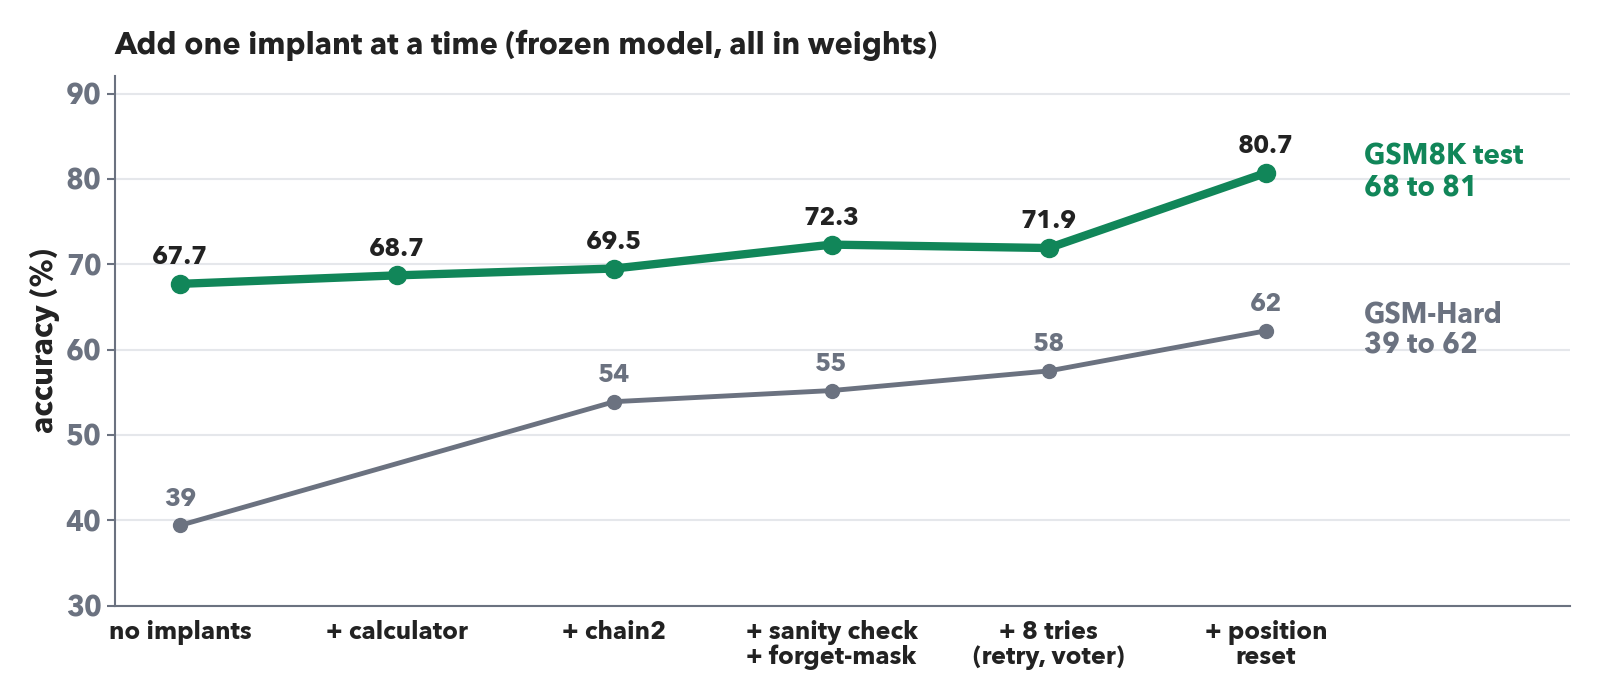 Add one implant at a time (frozen model, all in weights)
accuracy (%)
90
80
70
60
50
40
30
67.7
68.7
69.5
72.3
71.9
80.7
GSM8K test
68 to 81
39
54
55
58
62
GSM-Hard
39 to 62
no implants
+ calculator
+ chain2
+ sanity check
+ forget-mask
+ 8 tries
(retry, voter)
+ position
reset